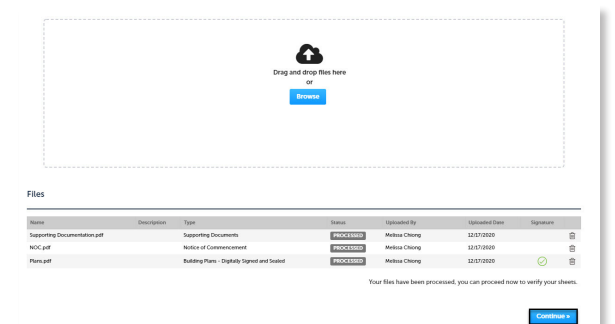 Drag and drop files here
or
Browse
Files
Name Description Type Status Uploaded By Uploaded Date Signature
Supporting Documentation.pdf Supporting Documents PROCESSED Melissa Chiong 12/17/2020
NOC.pdf Notice of Commencement PROCESSED Melissa Chiong 12/17/2020
Plans.pdf Building Plans - Digitally Signed and Sealed PROCESSED Melissa Chiong 12/17/2020
Your files have been processed, you can proceed now to verify your sheets.
Continue »